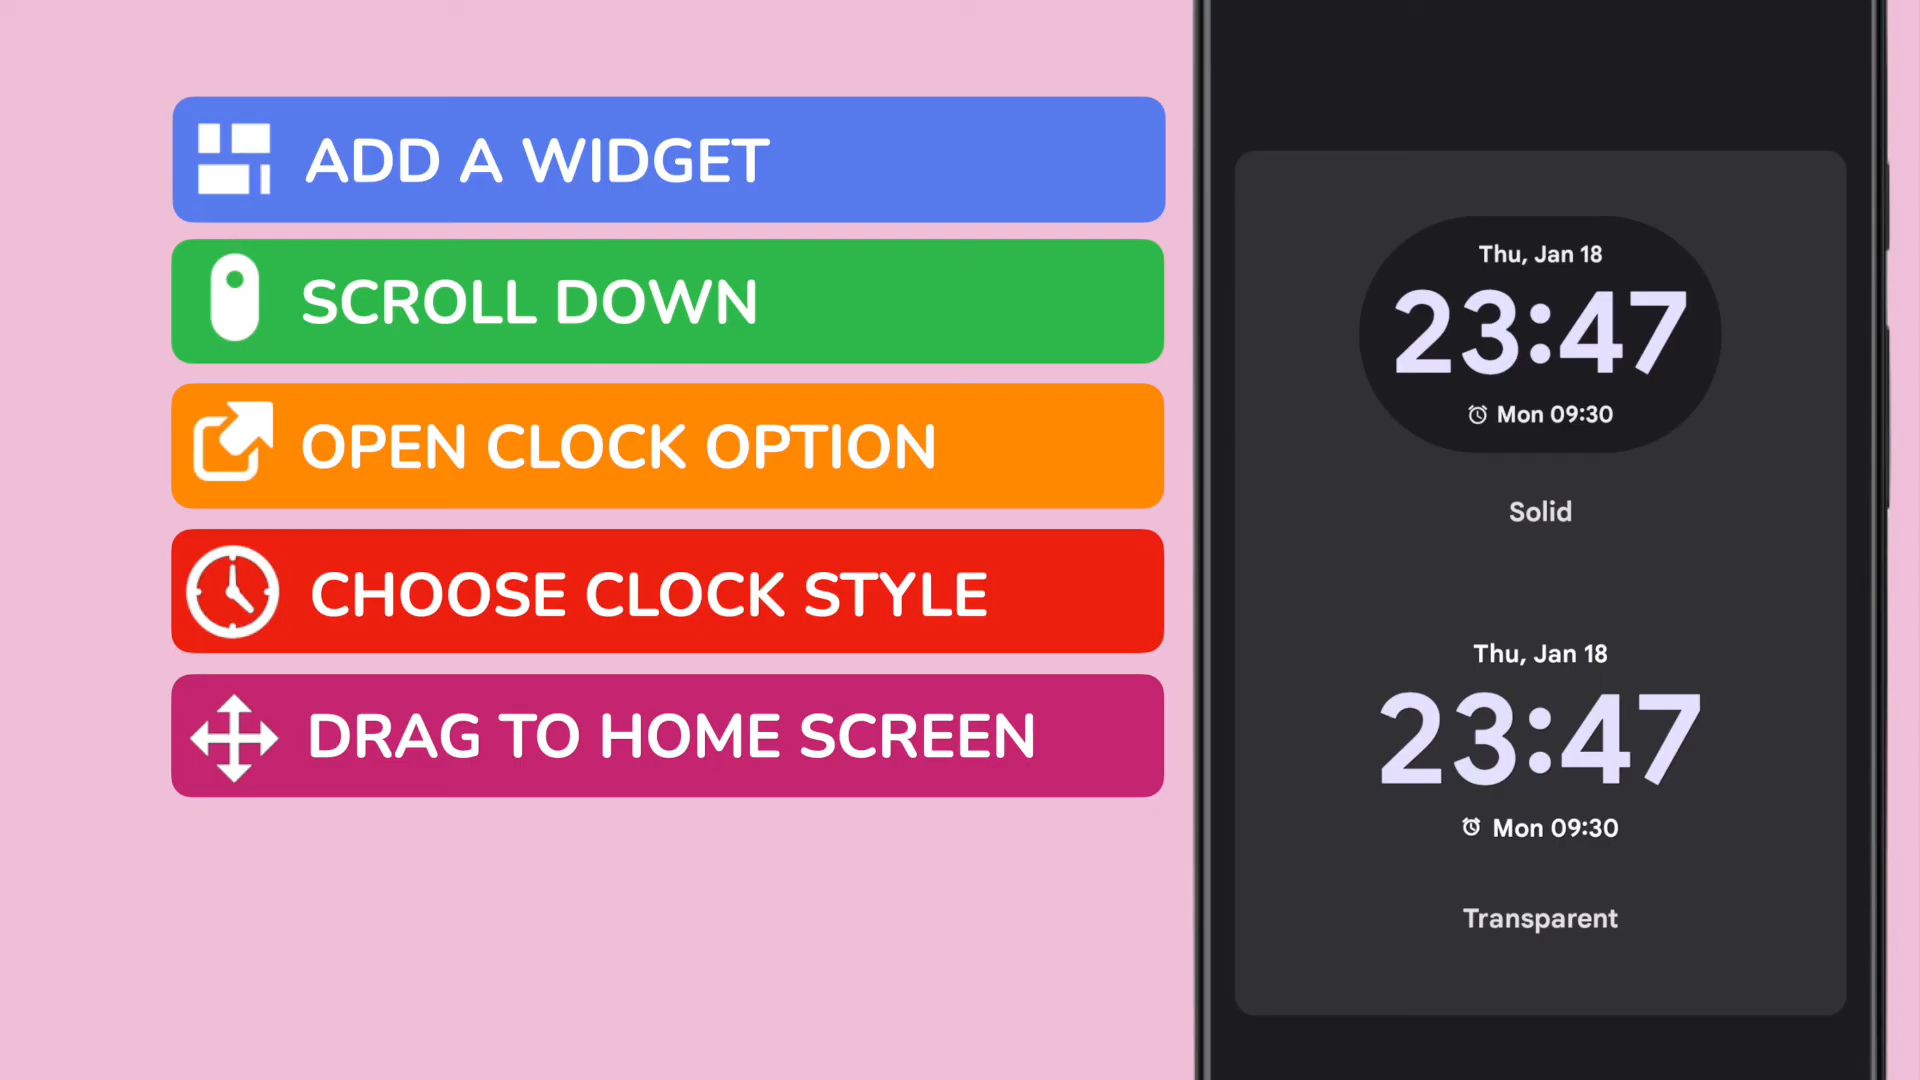 ADD A WIDGET
SCROLL DOWN
OPEN CLOCK OPTION
CHOOSE CLOCK STYLE
DRAG TO HOME SCREEN
Thu, Jan 18
23:47
Mon 09:30
Solid
Thu, Jan 18
23:47
Mon 09:30
Transparent